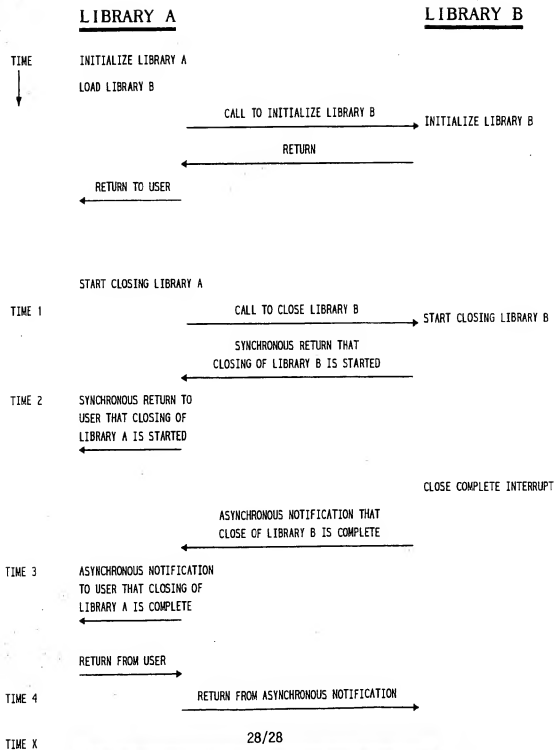 LIBRARY A LIBRARY B
TIME INITIALIZE LIBRARY A
LOAD LIBRARY B
CALL TO INITIALIZE LIBRARY B
INITIALIZE LIBRARY B
RETURN
RETURN TO USER
START CLOSING LIBRARY A
TIME 1 CALL TO CLOSE LIBRARY B
START CLOSING LIBRARY B
SYNCHRONOUS RETURN THAT
CLOSING OF LIBRARY B IS STARTED
TIME 2 SYNCHRONOUS RETURN TO
USER THAT CLOSING OF
LIBRARY A IS STARTED
CLOSE COMPLETE INTERRUPT
ASYNCHRONOUS NOTIFICATION THAT
CLOSE OF LIBRARY B IS COMPLETE
TIME 3 ASYNCHRONOUS NOTIFICATION
TO USER THAT CLOSING OF
LIBRARY A IS COMPLETE
RETURN FROM USER
TIME 4 RETURN FROM ASYNCHRONOUS NOTIFICATION
TIME X 28/28